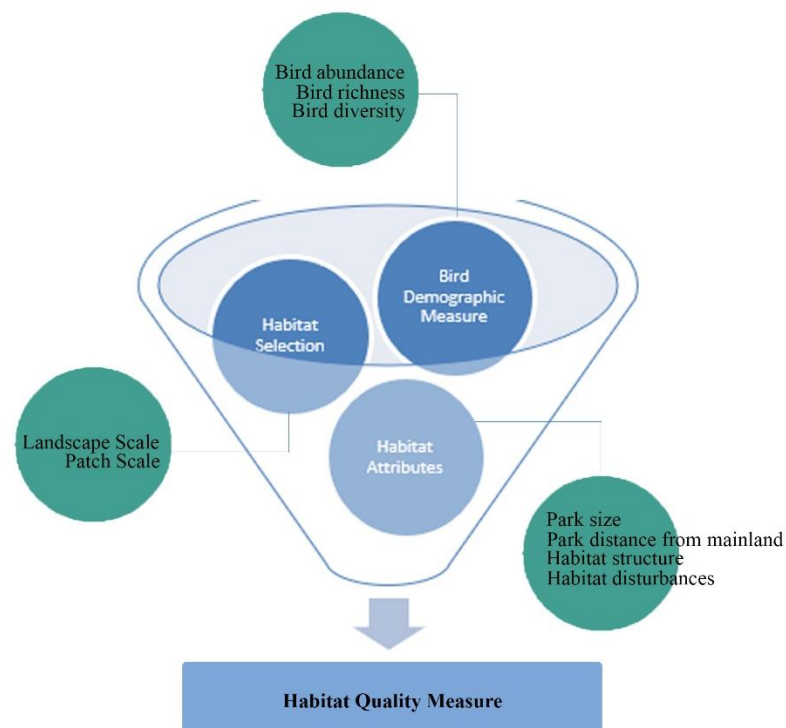 Bird abundance
Bird richness
Bird diversity
Bird
Demographic
Measure
Habitat
Selection
Landscape Scale
Patch Scale
Habitat
Attributes
Park size
Park distance from mainland
Habitat structure
Habitat disturbances
Habitat Quality Measure